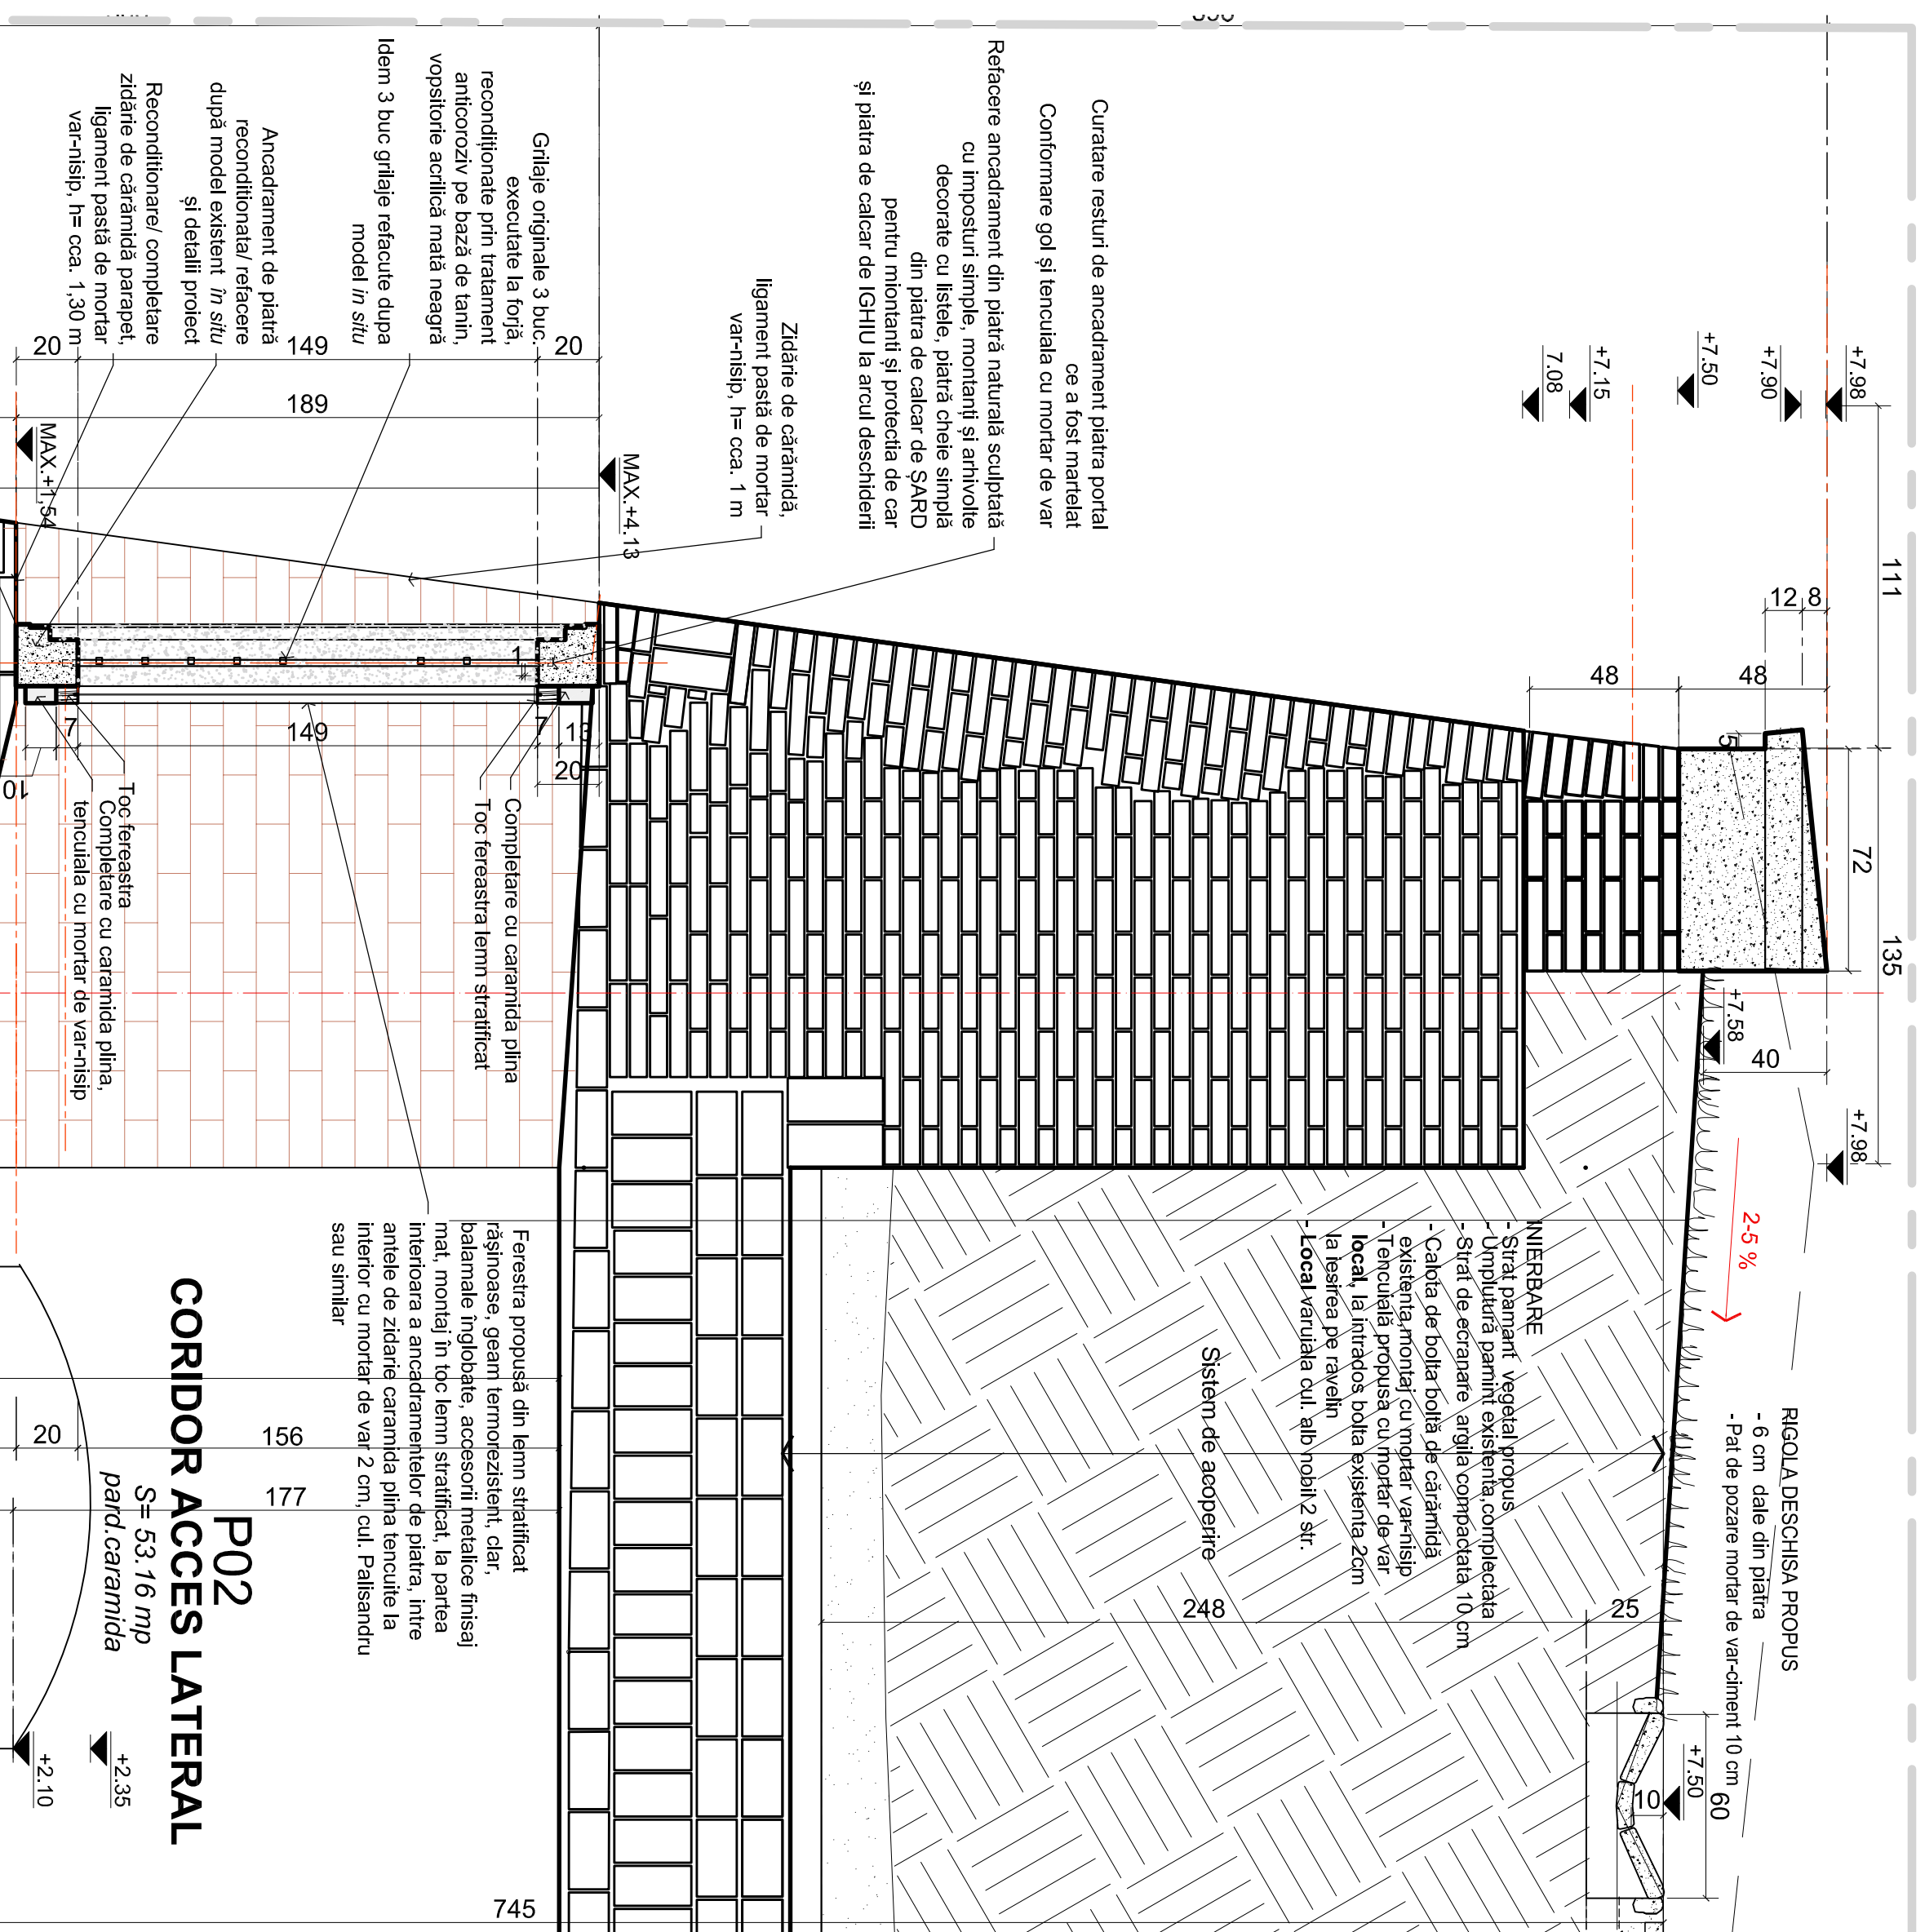 Curatare resturi de ancadrament piatra portal
ce a fost martelat
Conformare gol și tencuiala cu mortar de var
Refacere ancadrament din piatră naturală sculptată
cu imposturi simple, montanți și arhivolte
decorate cu listele, piatră cheie simplă
din piatra de calcar de ȘARD
pentru miontanti și protectia de car
și piatra de calcar de IGHIU la arcul deschiderii
Zidărie de cărămidă,
ligament pastă de mortar
var-nisip, h= cca. 1 m
Grilaje originale 3 buc.
executate la forjă,
recondiționate prin tratament
anticoroziv pe bază de tanin,
vopsitorie acrilică mată neagră
Idem 3 buc grilaje refacute dupa
model in situ
Ancadrament de piatră
reconditionata/ refacere
după model existent în situ
și detalii proiect
Reconditionare/ completare
zidărie de cărămidă parapet,
ligament pastă de mortar
var-nisip, h= cca. 1,30 m
+7.98
+7.90
+7.50
+7.15
7.08
MAX.+4.13
MAX.+1,54
20
149
20
189
111
12
8
48
48
72
135
5
40
+7.58
+7.98
2-5 %
1
7
149
7
13
20
10
Completare cu caramida plina
Toc fereastra lemn stratificat
Toc fereastra
Completare cu caramida plina,
tencuiala cu mortar de var-nisip
RIGOLA DESCHISA PROPUS
- 6 cm dale din piatra
- Pat de pozare mortar de var-ciment 10 cm
INIERBARE
- Strat pamant vegetal propus
- Umplutură pamint existenta,complectata
- Strat de ecranare argila compactata 10 cm
- Calota de bolta boltă de cărămidă
existenta,montaj cu mortar var-nisip
- Tencuială propusa cu mortar de var
local, la intrados bolta existenta 2cm
la iesirea pe ravelin
- Local varuiala cul. alb nobil 2 str.
Sistem de acoperire
248
25
+7.50
60
10
Ferestra propusă din lemn stratificat
rășinoase, geam termorezistent, clar,
balamale înglobate, accesorii metalice finisaj
mat, montaj în toc lemn stratificat, la partea
interioara a ancadramentelor de piatra, intre
antele de zidarie caramida plina tencuite la
interior cu mortar de var 2 cm, cul. Palisandru
sau similar
156
177
20
P02
CORIDOR ACCES LATERAL
S= 53.16 mp
pard.caramida
+2.35
+2.10
745